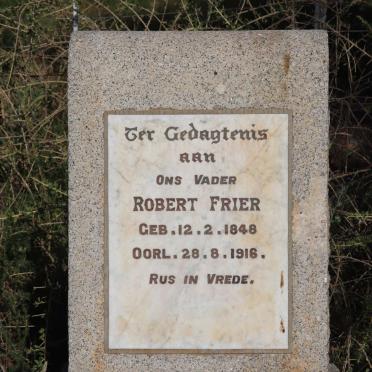 Ter Gedagtenis
aan
Ons Vader
Robert Frier
Geb. 12.2.1848
Oorl. 28.8.1916.
Rus in Vrede.